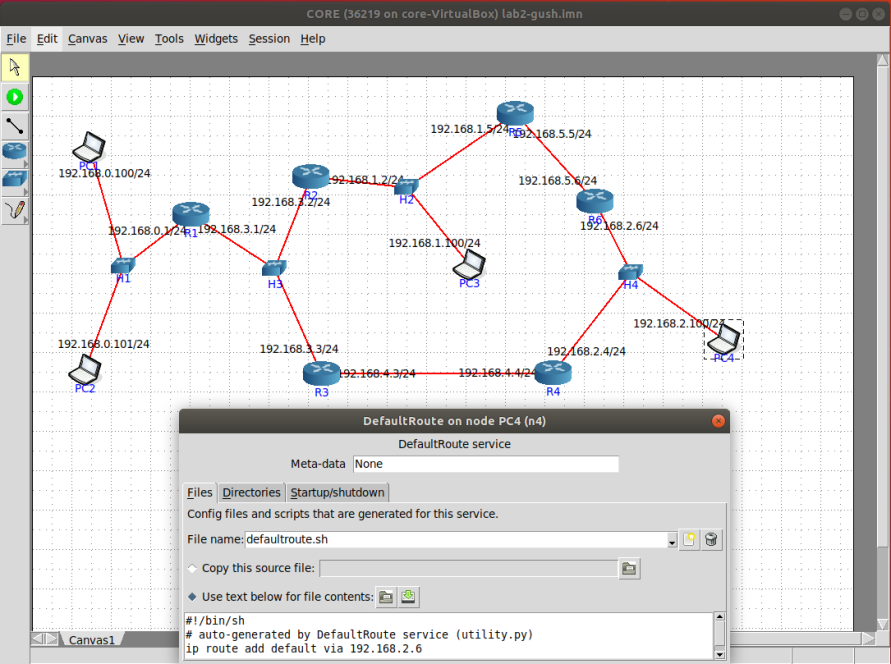 CORE (36219 on core-VirtualBox) lab2-gush.imn
File Edit Canvas View Tools Widgets Session Help
PC1
192.168.0.100/24
192.168.0.1/24
R1
192.168.3.1/24
H1
192.168.0.101/24
PC2
R2
192.168.1.2/24
192.168.3.2/24
H2
192.168.1.5/24
R5
192.168.5.5/24
192.168.5.6/24
R6
192.168.2.6/24
192.168.1.100/24
PC3
H3
H4
192.168.2.100/24
PC4
192.168.3.3/24
192.168.4.3/24
R3
192.168.4.4/24
192.168.2.4/24
R4
DefaultRoute on node PC4 (n4)
DefaultRoute service
Meta-data None
Files Directories Startup/shutdown
Config files and scripts that are generated for this service.
File name: defaultroute.sh
Copy this source file:
Use text below for file contents:
#!/bin/sh
# auto-generated by DefaultRoute service (utility.py)
ip route add default via 192.168.2.6
Canvas1